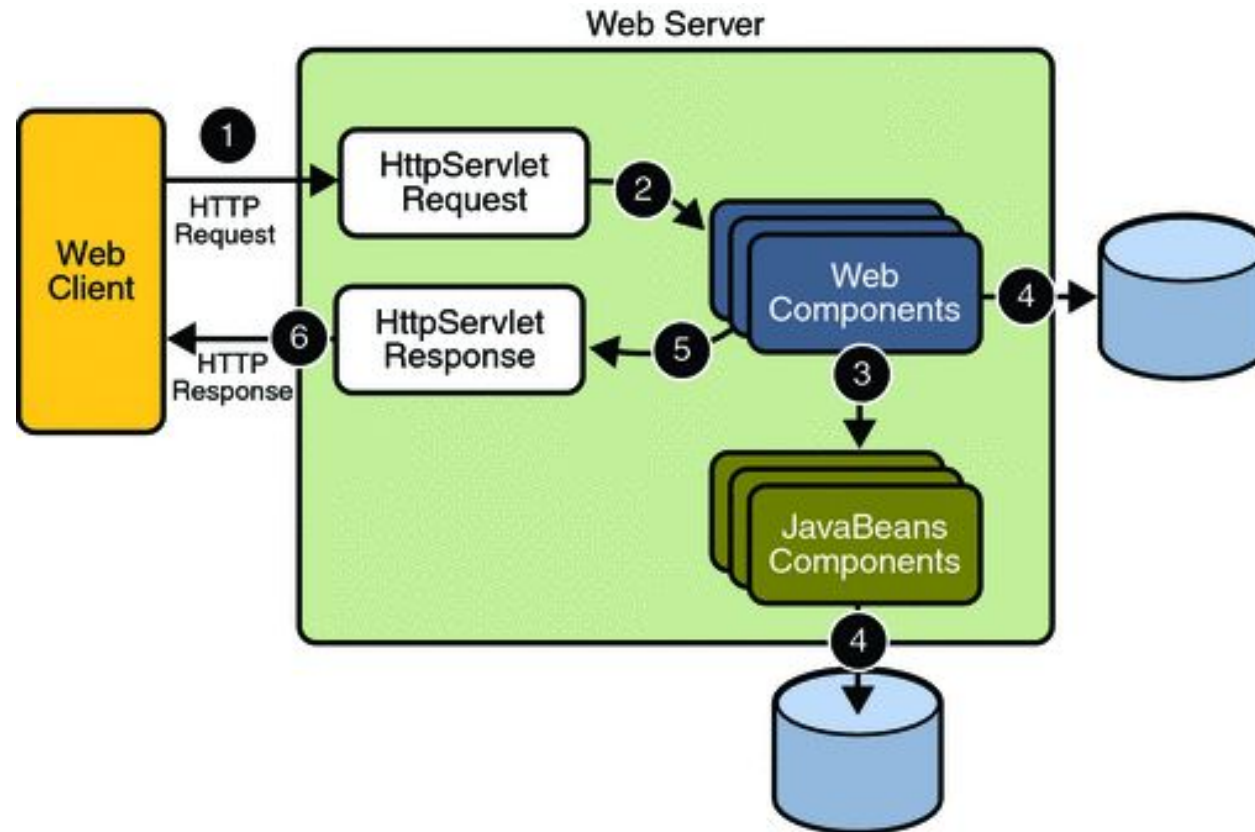 Web Server
1
HttpServlet
Request
2
HTTP
Request
Web
Client
Web
Components
4
HttpServlet
Response
5
6
HTTP
Response
3
JavaBeans
Components
4